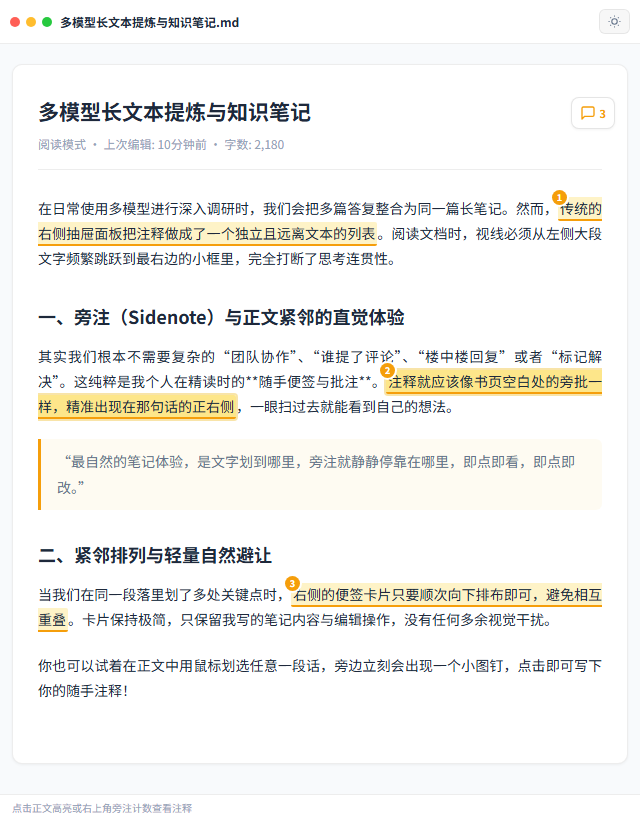 多模型长文本提炼与知识笔记.md
多模型长文本提炼与知识笔记
3
阅读模式 • 上次编辑: 10分钟前 • 字数: 2,180
1
在日常使用多模型进行深入调研时，我们会把多篇答复整合为同一篇长笔记。然而，传统的
右侧抽屉面板把注释做成了一个独立且远离文本的列表。阅读文档时，视线必须从左侧大段
文字频繁跳跃到最右边的小框里，完全打断了思考连贯性。
一、旁注（Sidenote）与正文紧邻的直觉体验
其实我们根本不需要复杂的“团队协作”、“谁提了评论”、“楼中楼回复”或者“标记解
2
决”。这纯粹是我个人在精读时的**随手便签与批注**。注释就应该像书页空白处的旁批一
样，精准出现在那句话的正右侧，一眼扫过去就能看到自己的想法。
“最自然的笔记体验，是文字划到哪里，旁注就静静停靠在哪里，即点即看，即点即
改。”
二、紧邻排列与轻量自然避让
3
当我们在同一段落里划了多处关键点时，右侧的便签卡片只要顺次向下排布即可，避免相互
重叠。卡片保持极简，只保留我写的笔记内容与编辑操作，没有任何多余视觉干扰。
你也可以试着在正文中用鼠标划选任意一段话，旁边立刻会出现一个小图钉，点击即可写下
你的随手注释！
点击正文高亮或右上角旁注计数查看注释